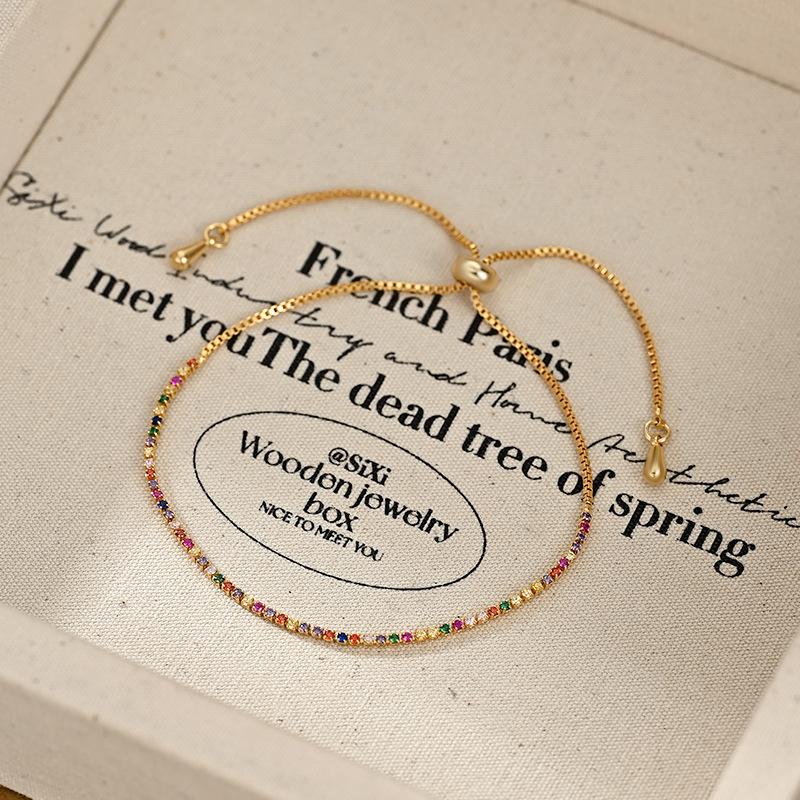 French Paris
SiXi Wood Industry and Home Aesthetics
I met youThe dead tree of spring
@SiXi
Wooden jewelry
box
NICE TO MEET YOU